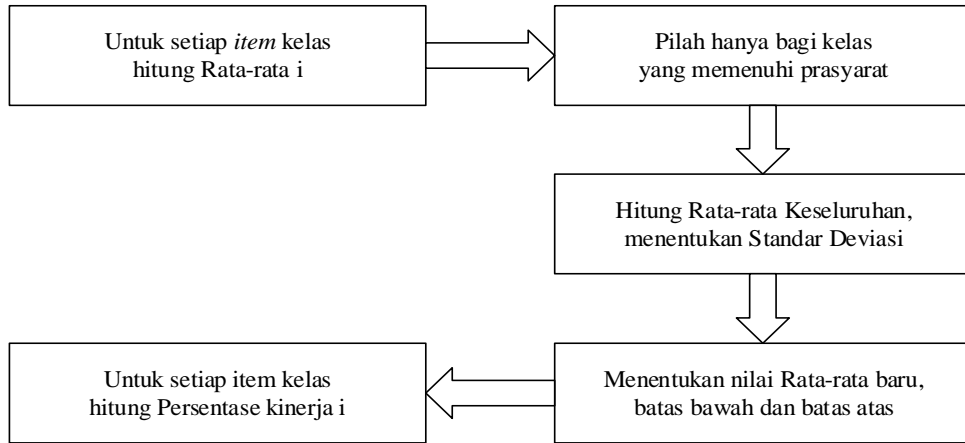 Untuk setiap item kelas
hitung Rata-rata i
Pilah hanya bagi kelas
yang memenuhi prasyarat
Hitung Rata-rata Keseluruhan,
menentukan Standar Deviasi
Menentukan nilai Rata-rata baru,
batas bawah dan batas atas
Untuk setiap item kelas
hitung Persentase kinerja i